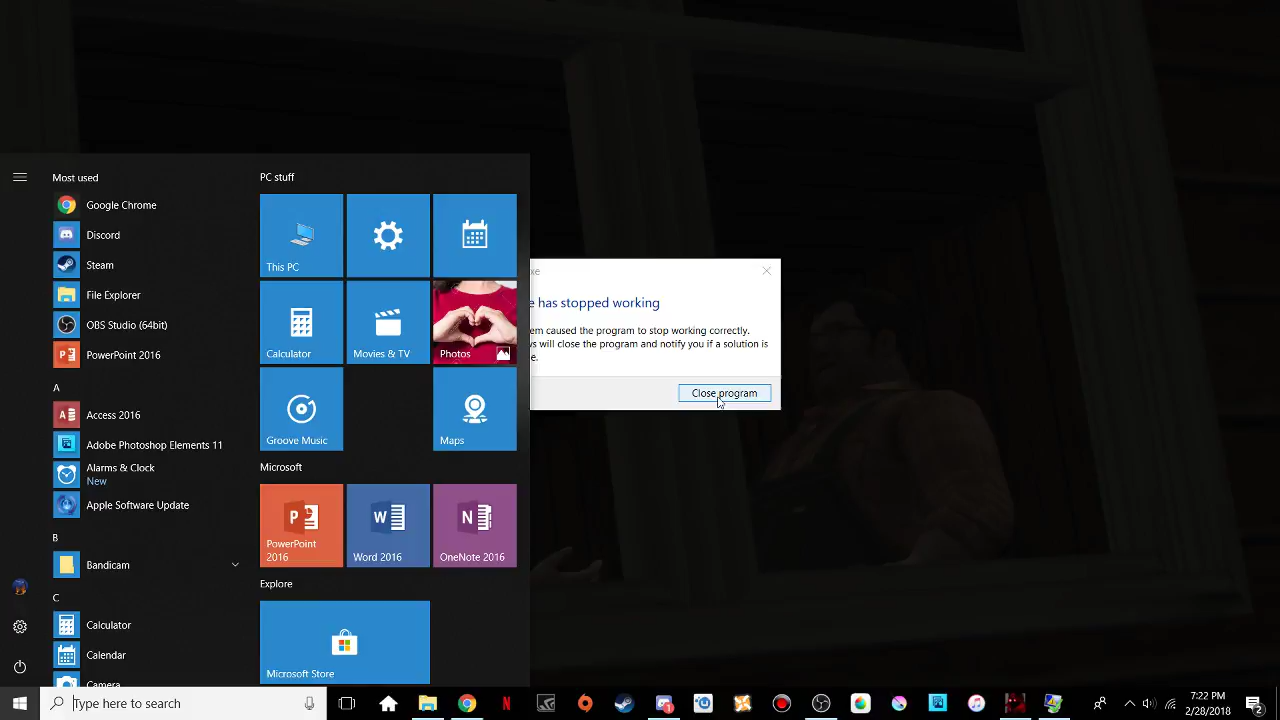 Most used
Google Chrome
Discord
Steam
File Explorer
OBS Studio (64bit)
PowerPoint 2016
A
Access 2016
Adobe Photoshop Elements 11
Alarms & Clock
New
Apple Software Update
B
Bandicam
C
Calculator
Calendar
Camera
PC stuff
This PC
Calculator
Movies & TV
Photos
Groove Music
Maps
Microsoft
PowerPoint
2016
Word 2016
OneNote 2016
Explore
Microsoft Store
xe
e has stopped working
em caused the program to stop working correctly.
vs will close the program and notify you if a solution is
e.
Close program
Type here to search
7:22 PM
2/28/2018
2